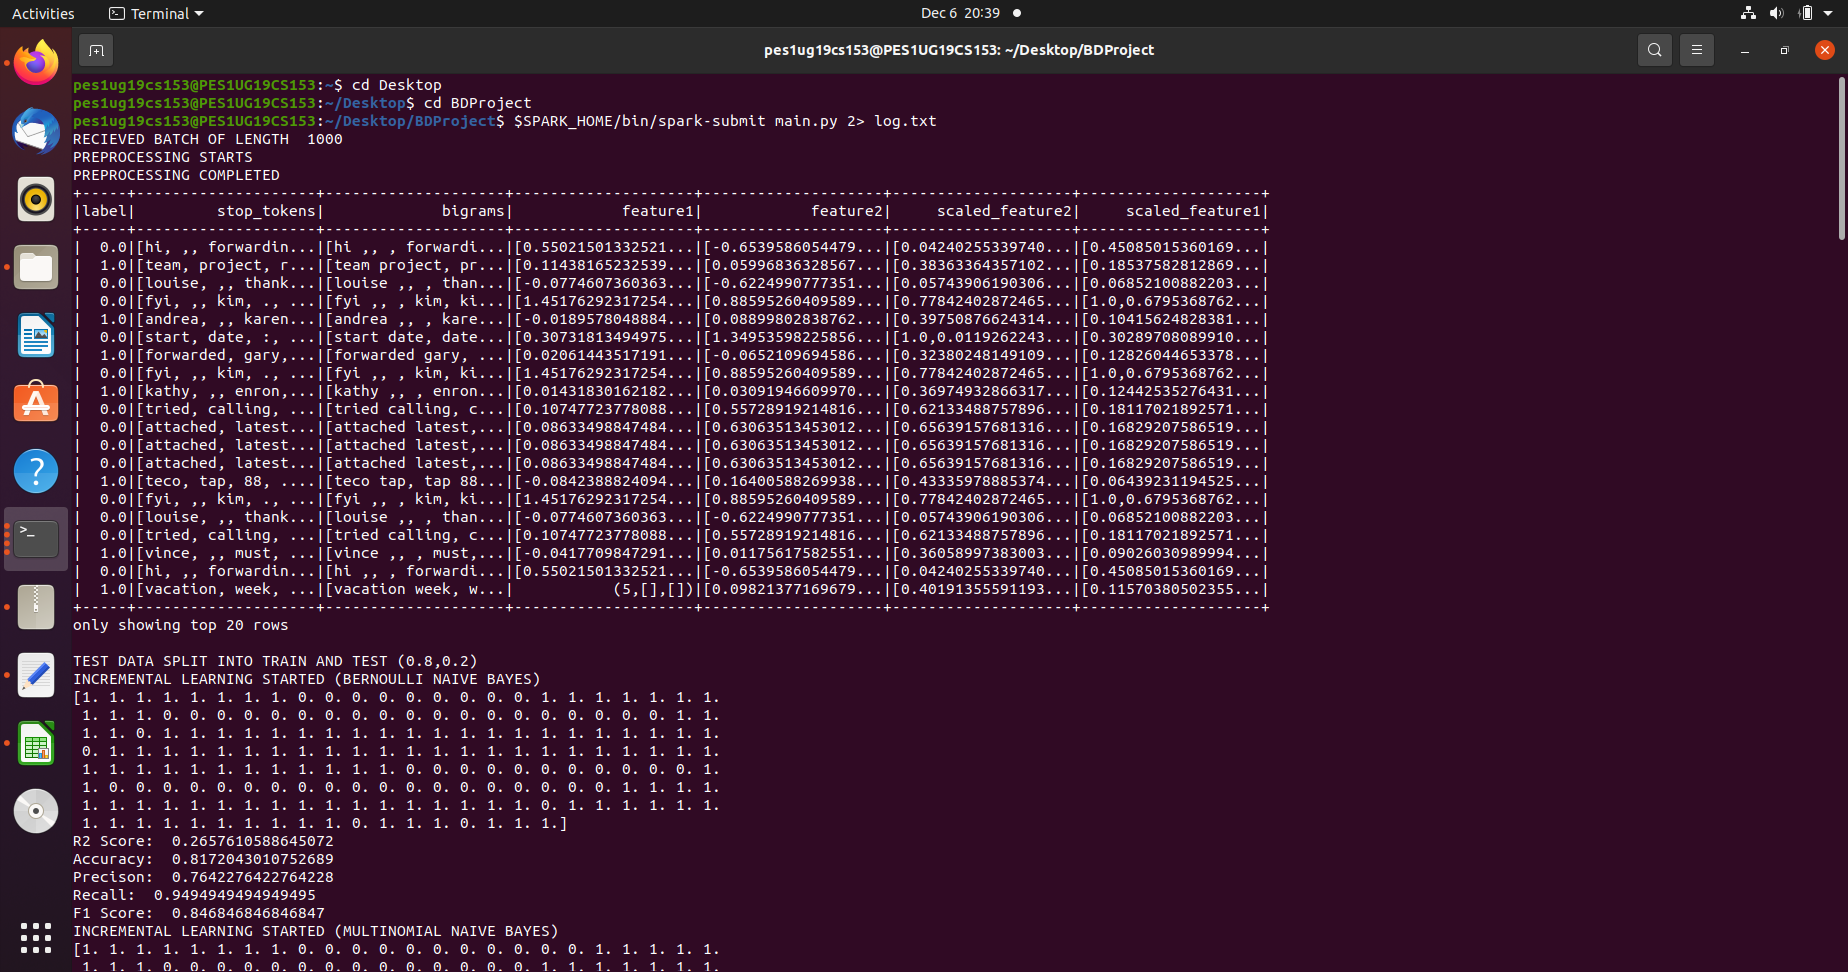 Activities Terminal Dec 6 20:39
pes1ug19cs153@PES1UG19CS153: ~/Desktop/BDProject
pes1ug19cs153@PES1UG19CS153:~$ cd Desktop
pes1ug19cs153@PES1UG19CS153:~/Desktop$ cd BDProject
pes1ug19cs153@PES1UG19CS153:~/Desktop/BDProject$ $SPARK_HOME/bin/spark-submit main.py 2> log.txt
RECIEVED BATCH OF LENGTH  1000
PREPROCESSING STARTS
PREPROCESSING COMPLETED
+-----+--------------------+--------------------+--------------------+--------------------+--------------------+--------------------+
|label|         stop_tokens|             bigrams|            feature1|            feature2|     scaled_feature2|     scaled_feature1|
+-----+--------------------+--------------------+--------------------+--------------------+--------------------+--------------------+
|  0.0|[hi, ,, forwardin...|[hi ,, , forwardi...|[0.55021501332521...|[-0.6539586054479...|[0.04240255339740...|[0.45085015360169...|
|  1.0|[team, project, r...|[team project, pr...|[0.11438165232539...|[0.05996836328567...|[0.38363364357102...|[0.18537582812869...|
|  0.0|[louise, ,, thank...|[louise ,, , than...|[-0.0774607360363...|[-0.6224990777351...|[0.05743906190306...|[0.06852100882203...|
|  0.0|[fyi, ,, kim, ., ...|[fyi ,, , kim, ki...|[1.45176292317254...|[0.88595260409589...|[0.77842402872465...|[1.0,0.6795368762...|
|  1.0|[andrea, ,, karen...|[andrea ,, , kare...|[-0.0189578048884...|[0.08899802838762...|[0.39750876624314...|[0.10415624828381...|
|  0.0|[start, date, :, ...|[start date, date...|[0.30731813494975...|[1.34953598225856...|[1.0,0.0119262243...|[0.30289708089910...|
|  1.0|[forwarded, gary,...|[forwarded gary, ...|[0.02061443517191...|[-0.0652109694586...|[0.32380248149109...|[0.12826044653378...|
|  0.0|[fyi, ,, kim, ., ...|[fyi ,, , kim, ki...|[1.45176292317254...|[0.88595260409589...|[0.77842402872465...|[1.0,0.6795368762...|
|  1.0|[kathy, ,, enron,...|[kathy ,, , enron...|[0.01431830162182...|[0.03091946609970...|[0.36974932866317...|[0.12442535276431...|
|  0.0|[tried, calling, ...|[tried calling, c...|[0.10747723778088...|[0.55728919214816...|[0.62133488757896...|[0.18117021892571...|
|  0.0|[attached, latest...|[attached latest,...|[0.08633498847484...|[0.63063513453012...|[0.65639157681316...|[0.16829207586519...|
|  0.0|[attached, latest...|[attached latest,...|[0.08633498847484...|[0.63063513453012...|[0.65639157681316...|[0.16829207586519...|
|  0.0|[attached, latest...|[attached latest,...|[0.08633498847484...|[0.63063513453012...|[0.65639157681316...|[0.16829207586519...|
|  1.0|[teco, tap, 88, ....|[teco tap, tap 88...|[-0.0842388824094...|[0.16400588269938...|[0.43335978885374...|[0.06439231194525...|
|  0.0|[fyi, ,, kim, ., ...|[fyi ,, , kim, ki...|[1.45176292317254...|[0.88595260409589...|[0.77842402872465...|[1.0,0.6795368762...|
|  0.0|[louise, ,, thank...|[louise ,, , than...|[-0.0774607360363...|[-0.6224990777351...|[0.05743906190306...|[0.06852100882203...|
|  0.0|[tried, calling, ...|[tried calling, c...|[0.10747723778088...|[0.55728919214816...|[0.62133488757896...|[0.18117021892571...|
|  1.0|[vince, ,, must, ...|[vince ,, , must,...|[-0.0417709847291...|[0.01175617582551...|[0.36058997383003...|[0.09026030989994...|
|  0.0|[hi, ,, forwardin...|[hi ,, , forwardi...|[0.55021501332521...|[-0.6539586054479...|[0.04240255339740...|[0.45085015360169...|
|  1.0|[vacation, week, ...|[vacation week, w...|           (5,[],[])|[0.09821377169679...|[0.40191355591193...|[0.11570380502355...|
+-----+--------------------+--------------------+--------------------+--------------------+--------------------+--------------------+
only showing top 20 rows
TEST DATA SPLIT INTO TRAIN AND TEST (0.8,0.2)
INCREMENTAL LEARNING STARTED (BERNOULLI NAIVE BAYES)
[1. 1. 1. 1. 1. 1. 1. 1. 0. 0. 0. 0. 0. 0. 0. 0. 0. 1. 1. 1. 1. 1. 1. 1.
 1. 1. 1. 0. 0. 0. 0. 0. 0. 0. 0. 0. 0. 0. 0. 0. 0. 0. 0. 0. 0. 0. 1. 1.
 1. 1. 0. 1. 1. 1. 1. 1. 1. 1. 1. 1. 1. 1. 1. 1. 1. 1. 1. 1. 1. 1. 1. 1.
 0. 1. 1. 1. 1. 1. 1. 1. 1. 1. 1. 1. 1. 1. 1. 1. 1. 1. 1. 1. 1. 1. 1. 1.
 1. 1. 1. 1. 1. 1. 1. 1. 1. 1. 1. 1. 0. 0. 0. 0. 0. 0. 0. 0. 0. 0. 0. 1.
 1. 0. 0. 0. 0. 0. 0. 0. 0. 0. 0. 0. 0. 0. 0. 0. 0. 0. 0. 0. 1. 1. 1. 1.
 1. 1. 1. 1. 1. 1. 1. 1. 1. 1. 1. 1. 1. 1. 1. 1. 1. 0. 1. 1. 1. 1. 1. 1.
 1. 1. 1. 1. 1. 1. 1. 1. 1. 1. 0. 1. 1. 1. 0. 1. 1. 1.]
R2 Score:  0.2657610588645072
Accuracy:  0.8172043010752689
Precison:  0.7642276422764228
Recall:  0.9494949494949495
F1 Score:  0.846846846846847
INCREMENTAL LEARNING STARTED (MULTINOMIAL NAIVE BAYES)
[1. 1. 1. 1. 1. 1. 1. 1. 0. 0. 0. 0. 0. 0. 0. 0. 0. 0. 0. 1. 1. 1. 1. 1.
 1. 1. 1. 0. 0. 0. 0. 0. 0. 0. 0. 0. 0. 0. 0. 0. 0. 1. 1. 1. 1. 1. 1. 1.